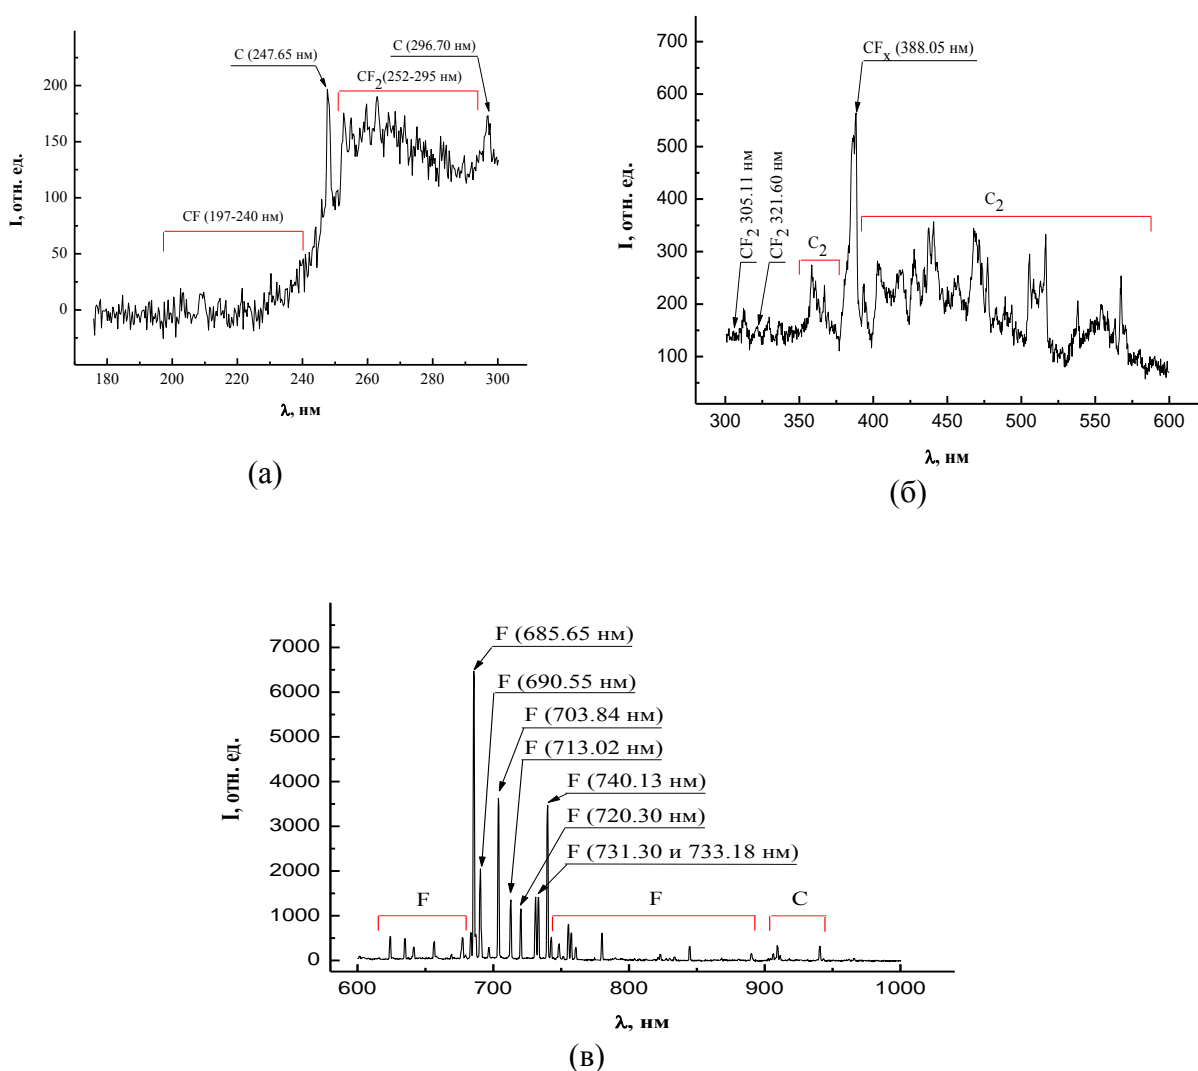 C (247.65 нм)
C (296.70 нм)
CF2(252-295 нм)
CF (197-240 нм)
I, отн. ед.
200
150
100
50
0
180 200 220 240 260 280 300
λ, нм
(а)
CFx (388.05 нм)
CF2 305.11 нм
CF2 321.60 нм
C2
C2
I, отн. ед.
700
600
500
400
300
200
100
300 350 400 450 500 550 600
λ, нм
(б)
F (685.65 нм)
F (690.55 нм)
F (703.84 нм)
F (713.02 нм)
F (740.13 нм)
F (720.30 нм)
F (731.30 и 733.18 нм)
F
F
C
I, отн. ед.
7000
6000
5000
4000
3000
2000
1000
0
600 700 800 900 1000
λ, нм
(в)